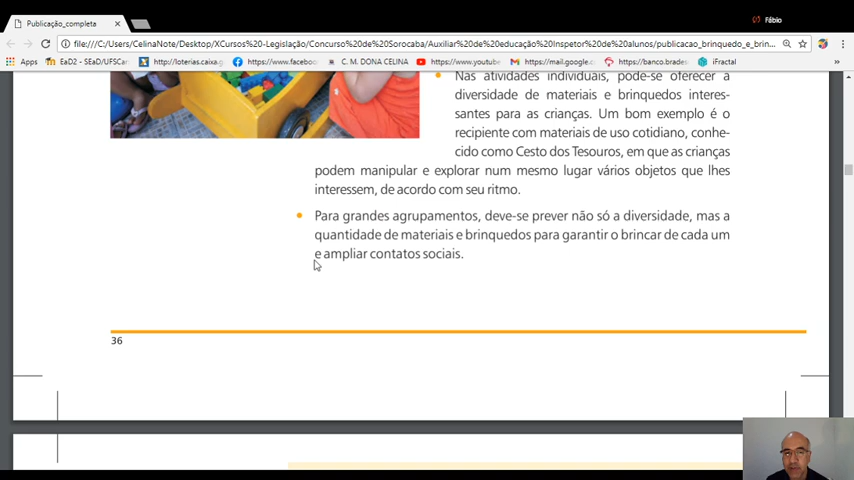 Publicação_completa
Fábio
file:///C:/Users/CelinaNote/Desktop/XCursos%20-Legislação/Concurso%20de%20Sorocaba/Auxiliar%20de%20educação%20Inspetor%20de%20alunos/publicacao_brinquedo_e_brin...
Apps EaD2 - SEaD/UFSCar http://loterias.caixa.g https://www.faceboo C. M. DONA CELINA https://www.youtube https://mail.google.c https://banco.brades iFractal »
• Nas atividades individuais, pode-se oferecer a
diversidade de materiais e brinquedos interes-
santes para as crianças. Um bom exemplo é o
recipiente com materiais de uso cotidiano, conhe-
cido como Cesto dos Tesouros, em que as crianças
podem manipular e explorar num mesmo lugar vários objetos que lhes
interessem, de acordo com seu ritmo.
• Para grandes agrupamentos, deve-se prever não só a diversidade, mas a
quantidade de materiais e brinquedos para garantir o brincar de cada um
e ampliar contatos sociais.
36